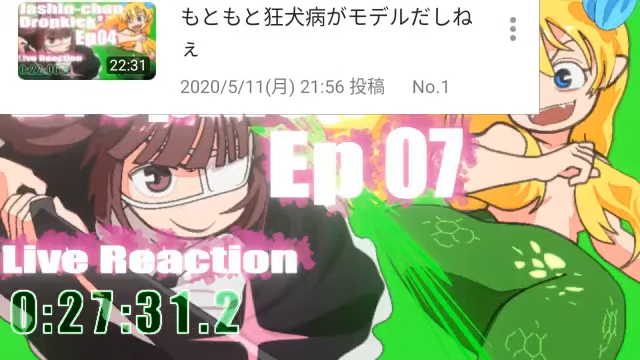 Jashin-chan
Dropkick'
Ep04
Live Reaction
22:31
もともと狂犬病がモデルだしね
ぇ
2020/5/11(月) 21:56 投稿 No.1
Ep 07
Live Reaction
0:27:31.2